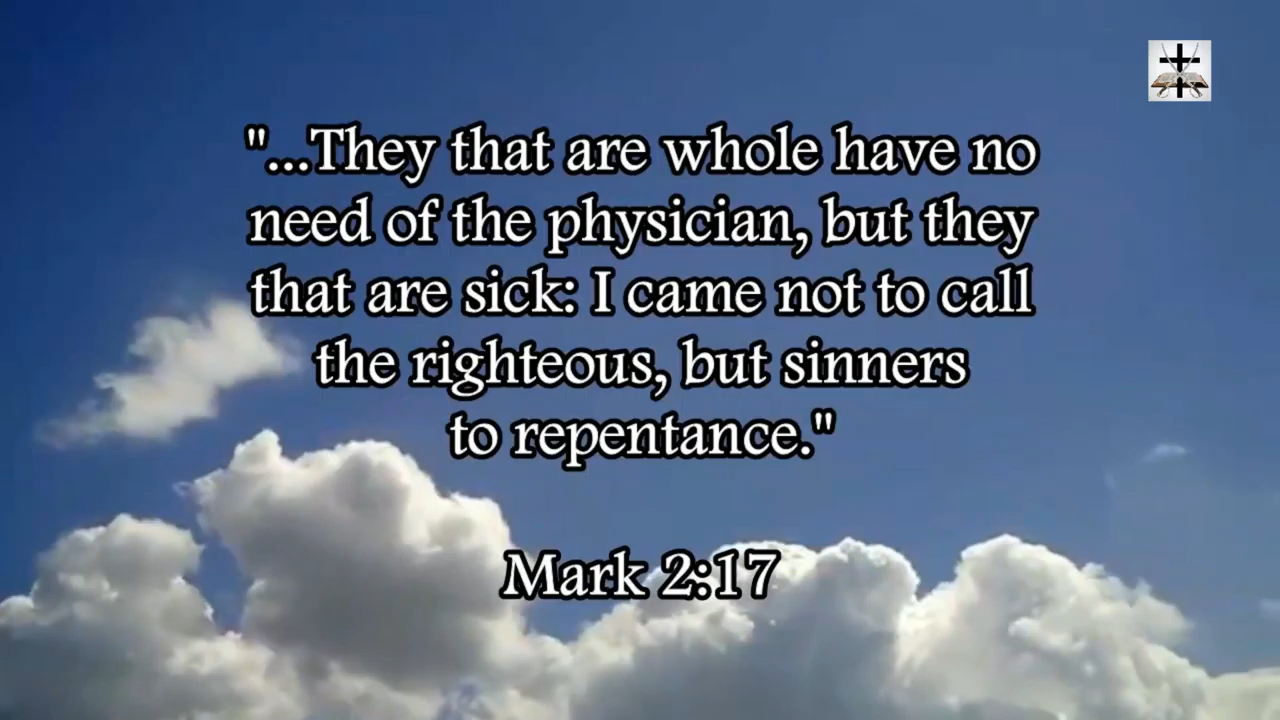 "...They that are whole have no
need of the physician, but they
that are sick: I came not to call
the righteous, but sinners
to repentance."
Mark 2:17